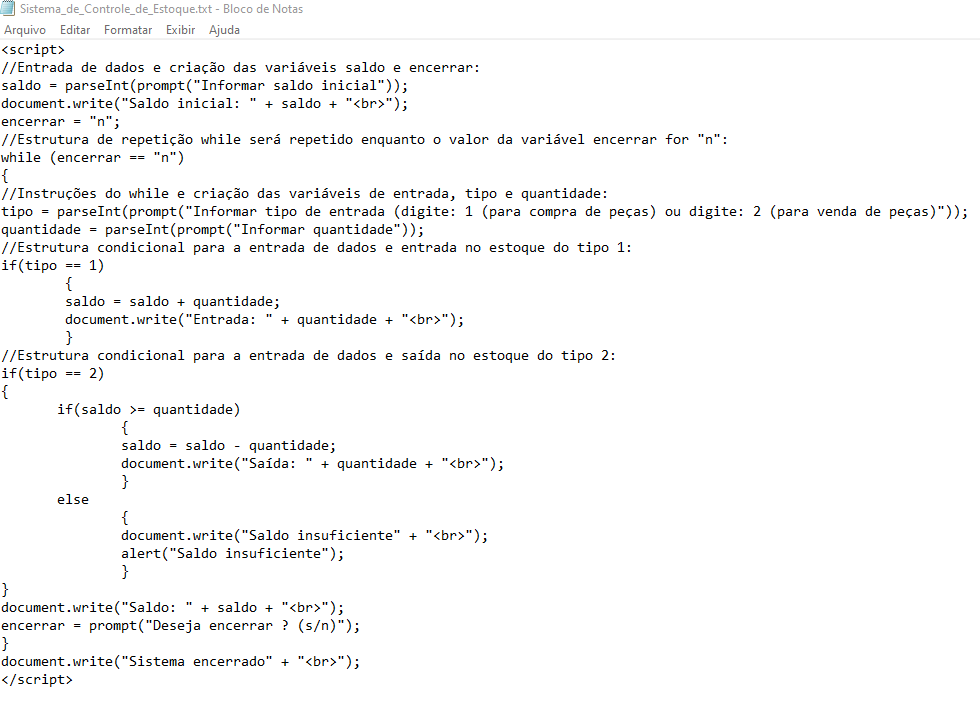 Sistema_de_Controle_de_Estoque.txt - Bloco de Notas
Arquivo Editar Formatar Exibir Ajuda
<script>
//Entrada de dados e criação das variáveis saldo e encerrar:
saldo = parseInt(prompt("Informar saldo inicial"));
document.write("Saldo inicial: " + saldo + "<br>");
encerrar = "n";
//Estrutura de repetição while será repetido enquanto o valor da variável encerrar for "n":
while (encerrar == "n")
{
//Instruções do while e criação das variáveis de entrada, tipo e quantidade:
tipo = parseInt(prompt("Informar tipo de entrada (digite: 1 (para compra de peças) ou digite: 2 (para venda de peças)"));
quantidade = parseInt(prompt("Informar quantidade"));
//Estrutura condicional para a entrada de dados e entrada no estoque do tipo 1:
if(tipo == 1)
        {
        saldo = saldo + quantidade;
        document.write("Entrada: " + quantidade + "<br>");
        }
//Estrutura condicional para a entrada de dados e saída no estoque do tipo 2:
if(tipo == 2)
{
       if(saldo >= quantidade)
               {
               saldo = saldo - quantidade;
               document.write("Saída: " + quantidade + "<br>");
               }
       else
               {
               document.write("Saldo insuficiente" + "<br>");
               alert("Saldo insuficiente");
               }
}
document.write("Saldo: " + saldo + "<br>");
encerrar = prompt("Deseja encerrar ? (s/n)");
}
document.write("Sistema encerrado" + "<br>");
</script>